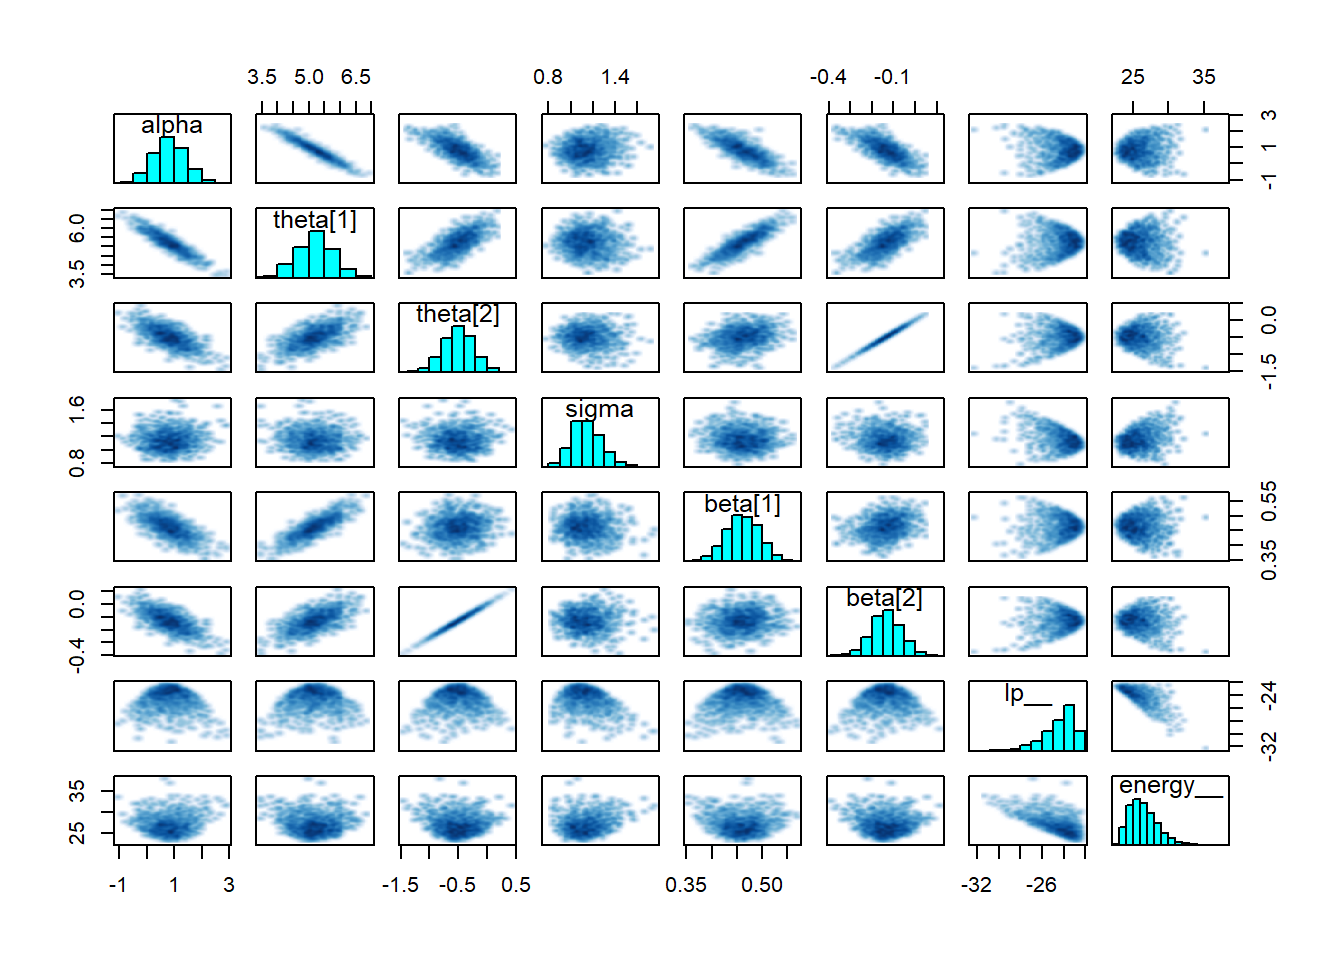 3.5 5.0 6.5 0.8 1.4 -0.4 -0.1 25 35
alpha
-1 1 3
theta[1]
3.5 6.0
theta[2]
-1.5 0.0
sigma
0.8 1.6
beta[1]
0.35 0.55
beta[2]
-0.4 0.0
lp__
-32 -24
energy__
25 35
-1 1 3 -1.5 -0.5 0.5 0.35 0.50 -32 -26